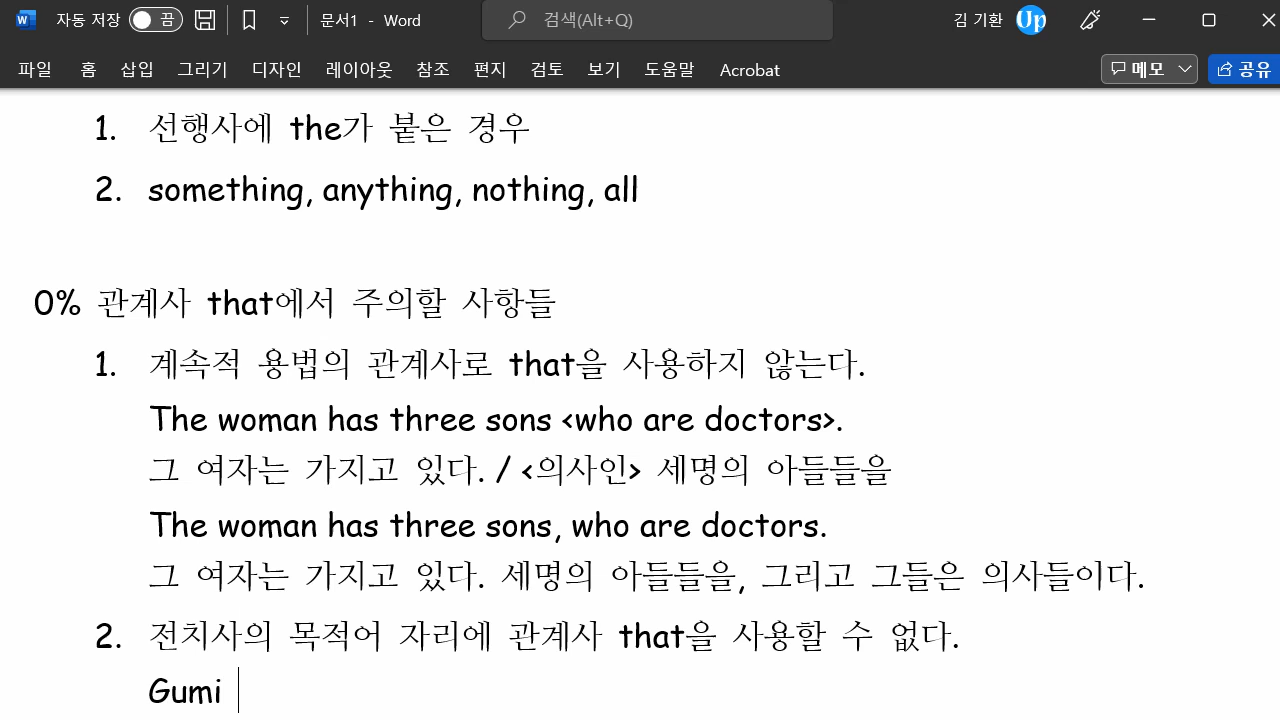 자동 저장 끔 문서1 - Word 검색(Alt+Q) 김 기환 Up
파일 홈 삽입 그리기 디자인 레이아웃 참조 편지 검토 보기 도움말 Acrobat 메모 공유
1. 선행사에 the가 붙은 경우
2. something, anything, nothing, all
0% 관계사 that에서 주의할 사항들
1. 계속적 용법의 관계사로 that을 사용하지 않는다.
The woman has three sons <who are doctors>.
그 여자는 가지고 있다. / <의사인> 세명의 아들들을
The woman has three sons, who are doctors.
그 여자는 가지고 있다. 세명의 아들들을, 그리고 그들은 의사들이다.
2. 전치사의 목적어 자리에 관계사 that을 사용할 수 없다.
Gumi